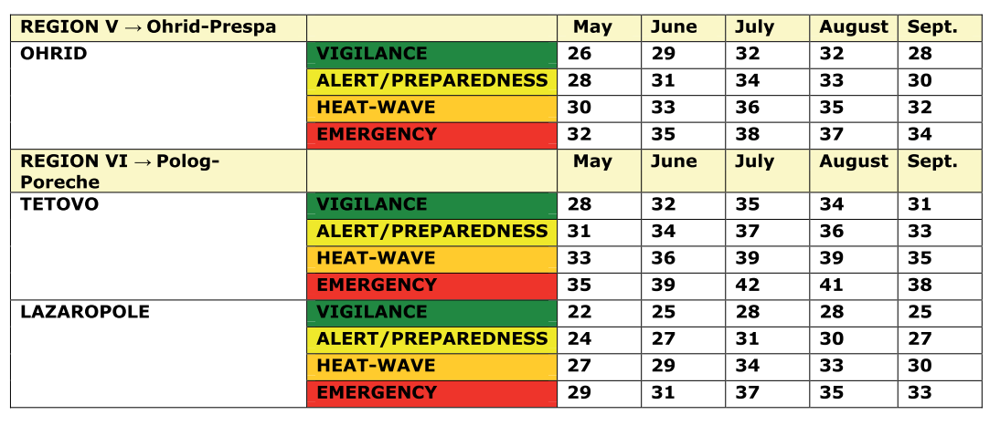 REGION V → Ohrid-Prespa May June July August Sept.
OHRID VIGILANCE 26 29 32 32 28
ALERT/PREPAREDNESS 28 31 34 33 30
HEAT-WAVE 30 33 36 35 32
EMERGENCY 32 35 38 37 34
REGION VI → Polog- May June July August Sept.
Poreche
TETOVO VIGILANCE 28 32 35 34 31
ALERT/PREPAREDNESS 31 34 37 36 33
HEAT-WAVE 33 36 39 39 35
EMERGENCY 35 39 42 41 38
LAZAROPOLE VIGILANCE 22 25 28 28 25
ALERT/PREPAREDNESS 24 27 31 30 27
HEAT-WAVE 27 29 34 33 30
EMERGENCY 29 31 37 35 33